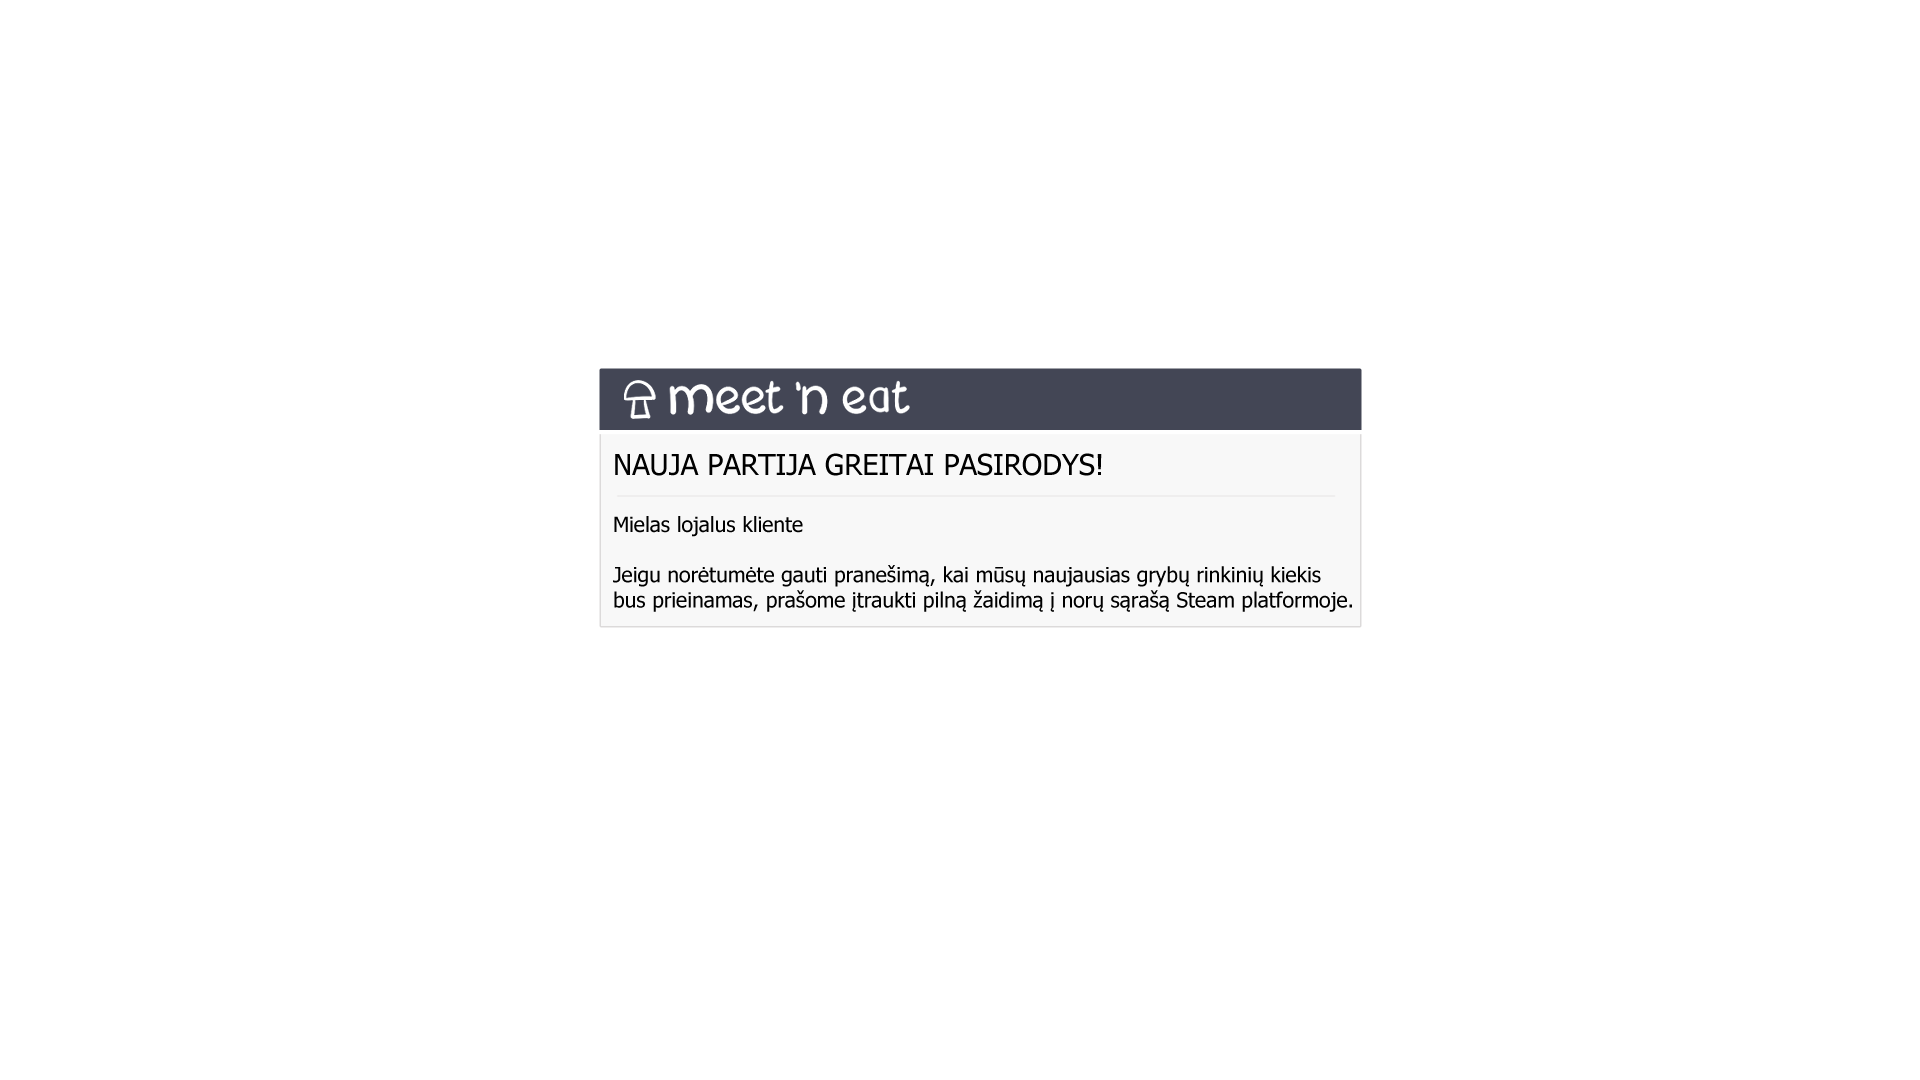 meet 'n eat
NAUJA PARTIJA GREITAI PASIRODYS!
Mielas lojalus kliente
Jeigu norėtumėte gauti pranešimą, kai mūsų naujausias grybų rinkinių kiekis
bus prieinamas, prašome įtraukti pilną žaidimą į norų sąrašą Steam platformoje.